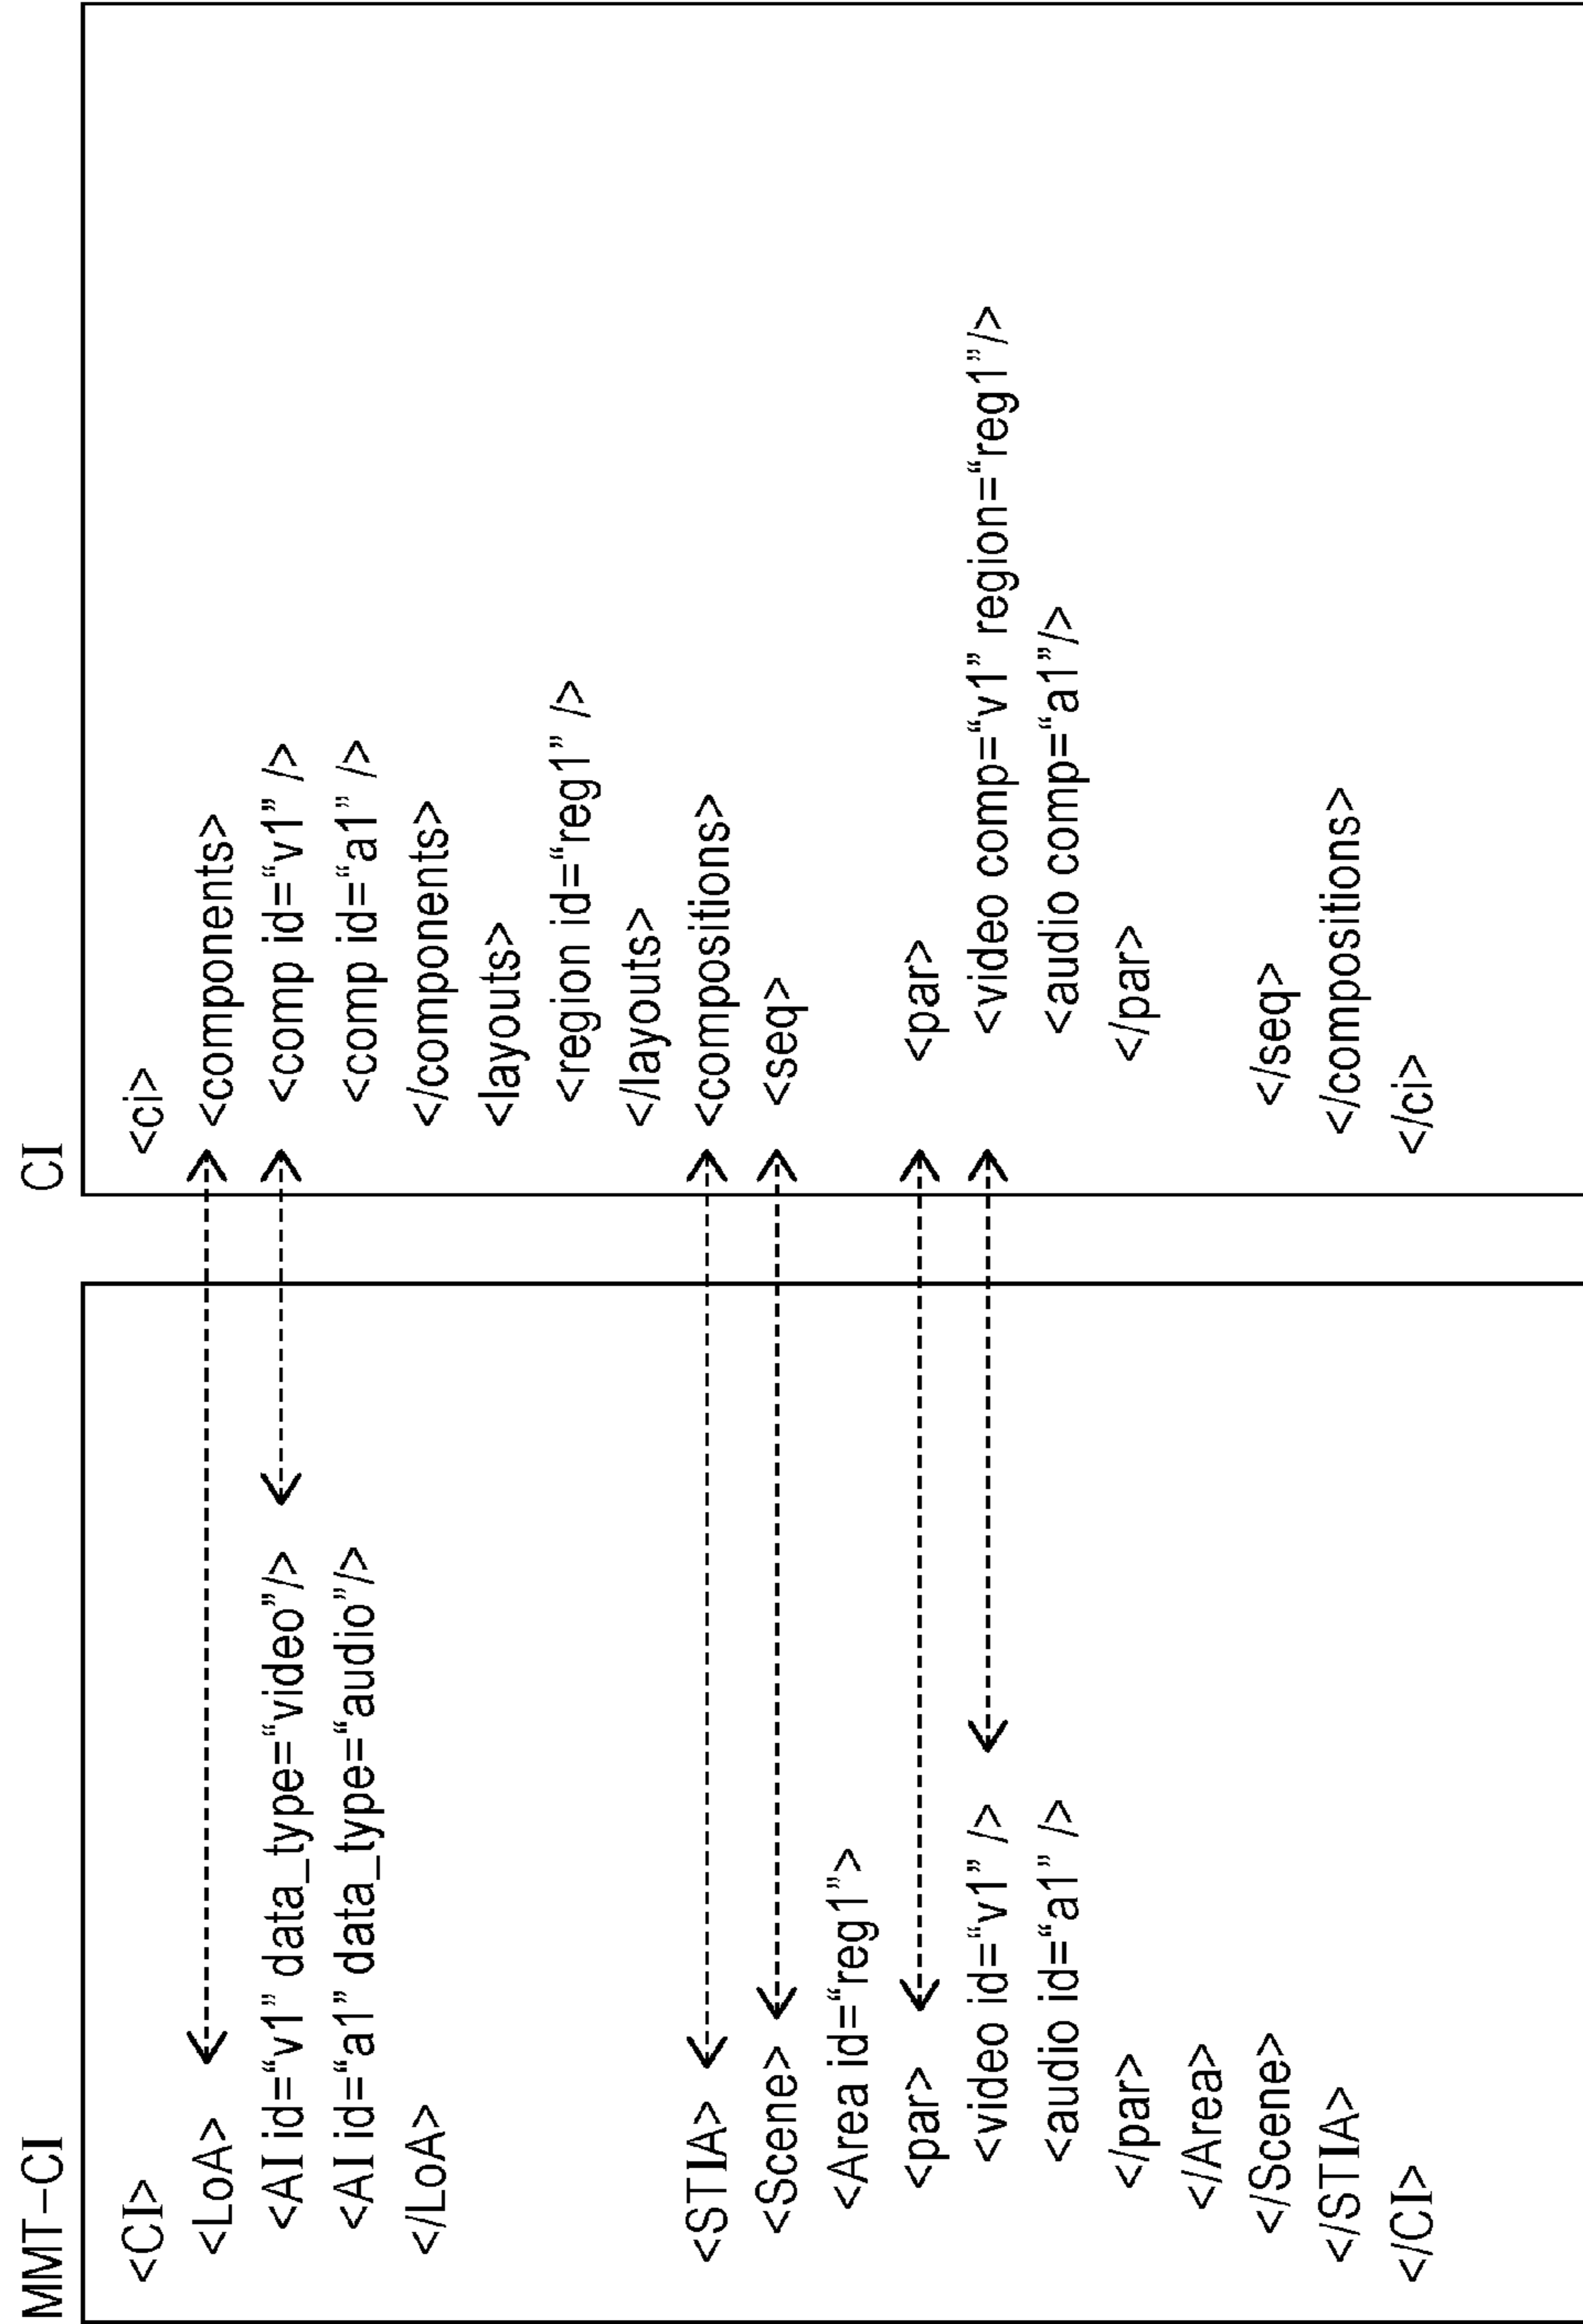 MMT-CI
<CI>
<LoA>
<AI id=“v1” data_type=“video”/>
<AI id=“a1” data_type=“audio”/>
</LoA>
<STIA>
<Scene>
<Area id=“reg1”>
<par>
<video id=“v1” />
<audio id=“a1” />
</par>
</Area>
</Scene>
</STIA>
</CI>
CI
<ci>
<components>
<comp id=“v1” />
<comp id=“a1” />
</components>
<layouts>
<region id=“reg1” />
</layouts>
<compositions>
<seq>
<par>
<video comp=“v1” region=“reg1”/>
<audio comp=“a1”/>
</par>
</seq>
</compositions>
</ci>